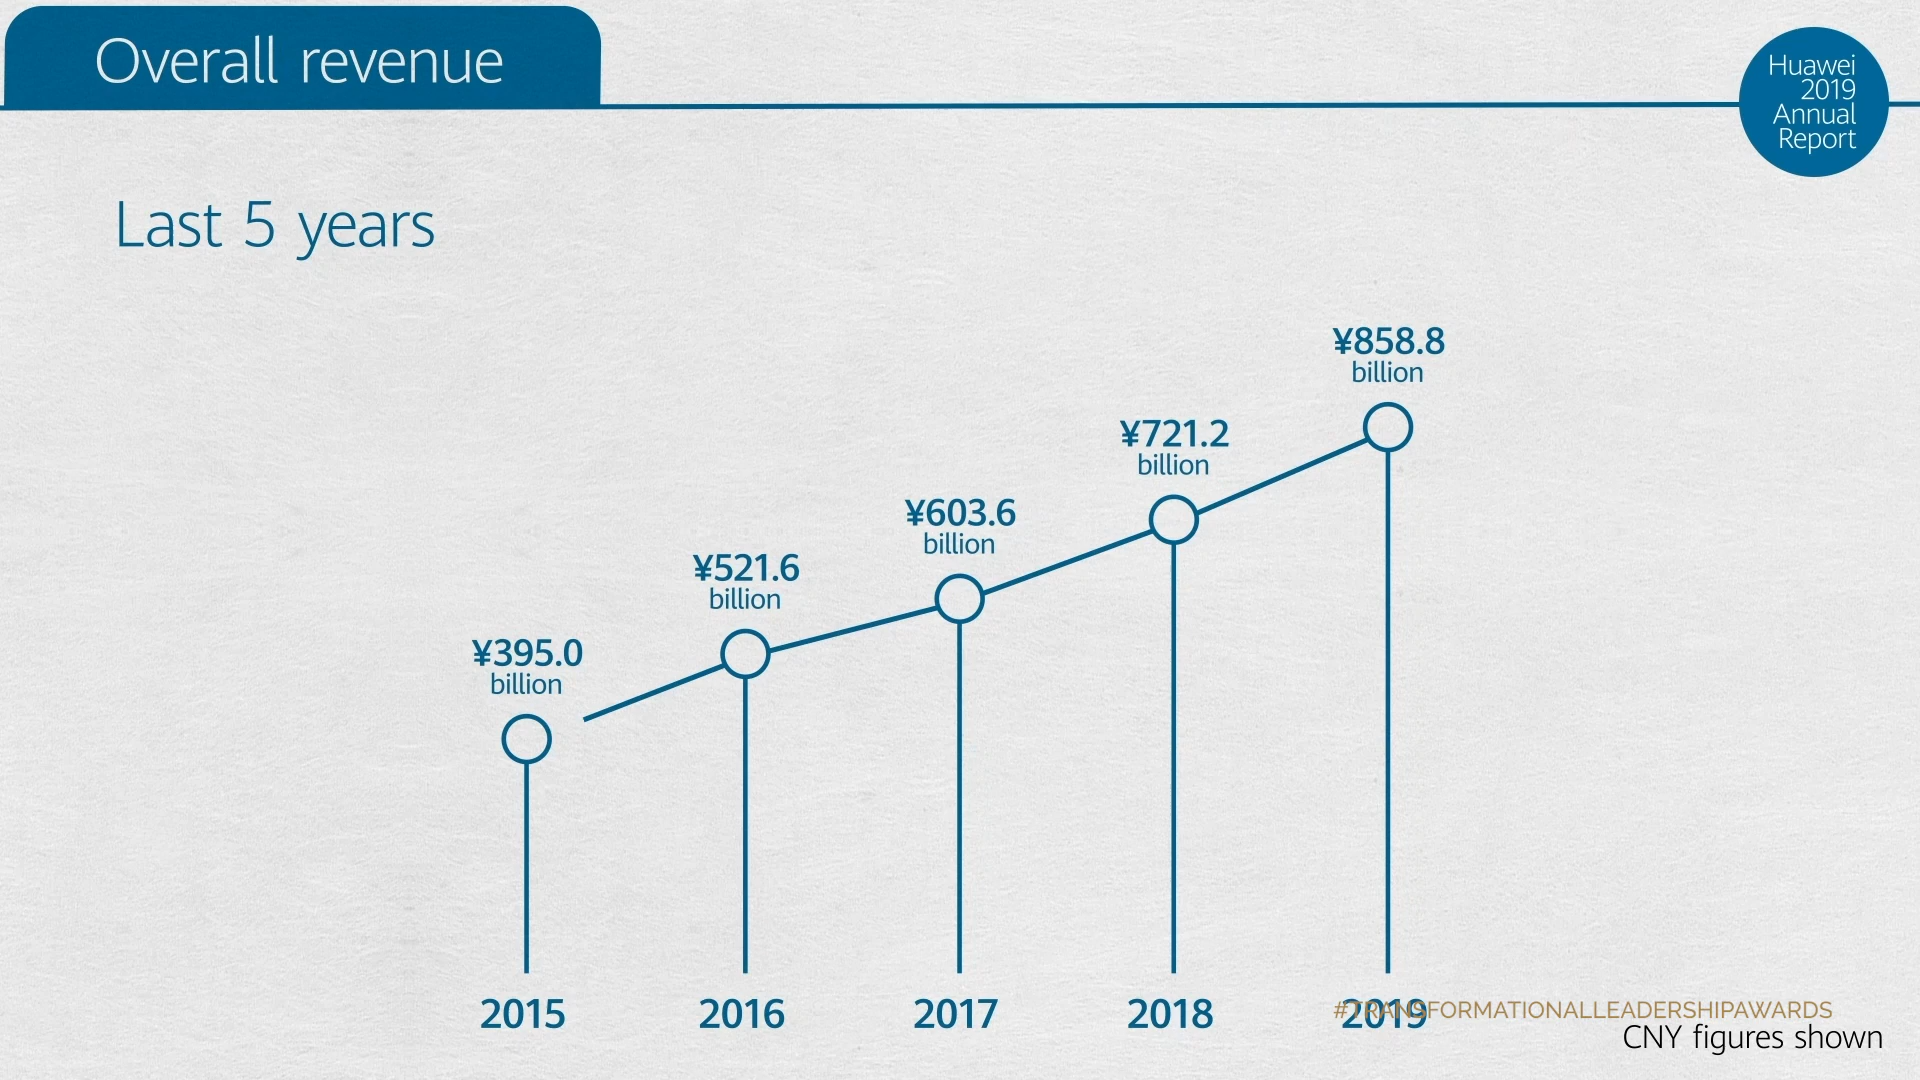 Overall revenue
Huawei
2019
Annual
Report
Last 5 years
¥395.0
billion
¥521.6
billion
¥603.6
billion
¥721.2
billion
¥858.8
billion
2015
2016
2017
2018
2019
#TRANSFORMATIONALLEADERSHIPAWARDS
CNY figures shown